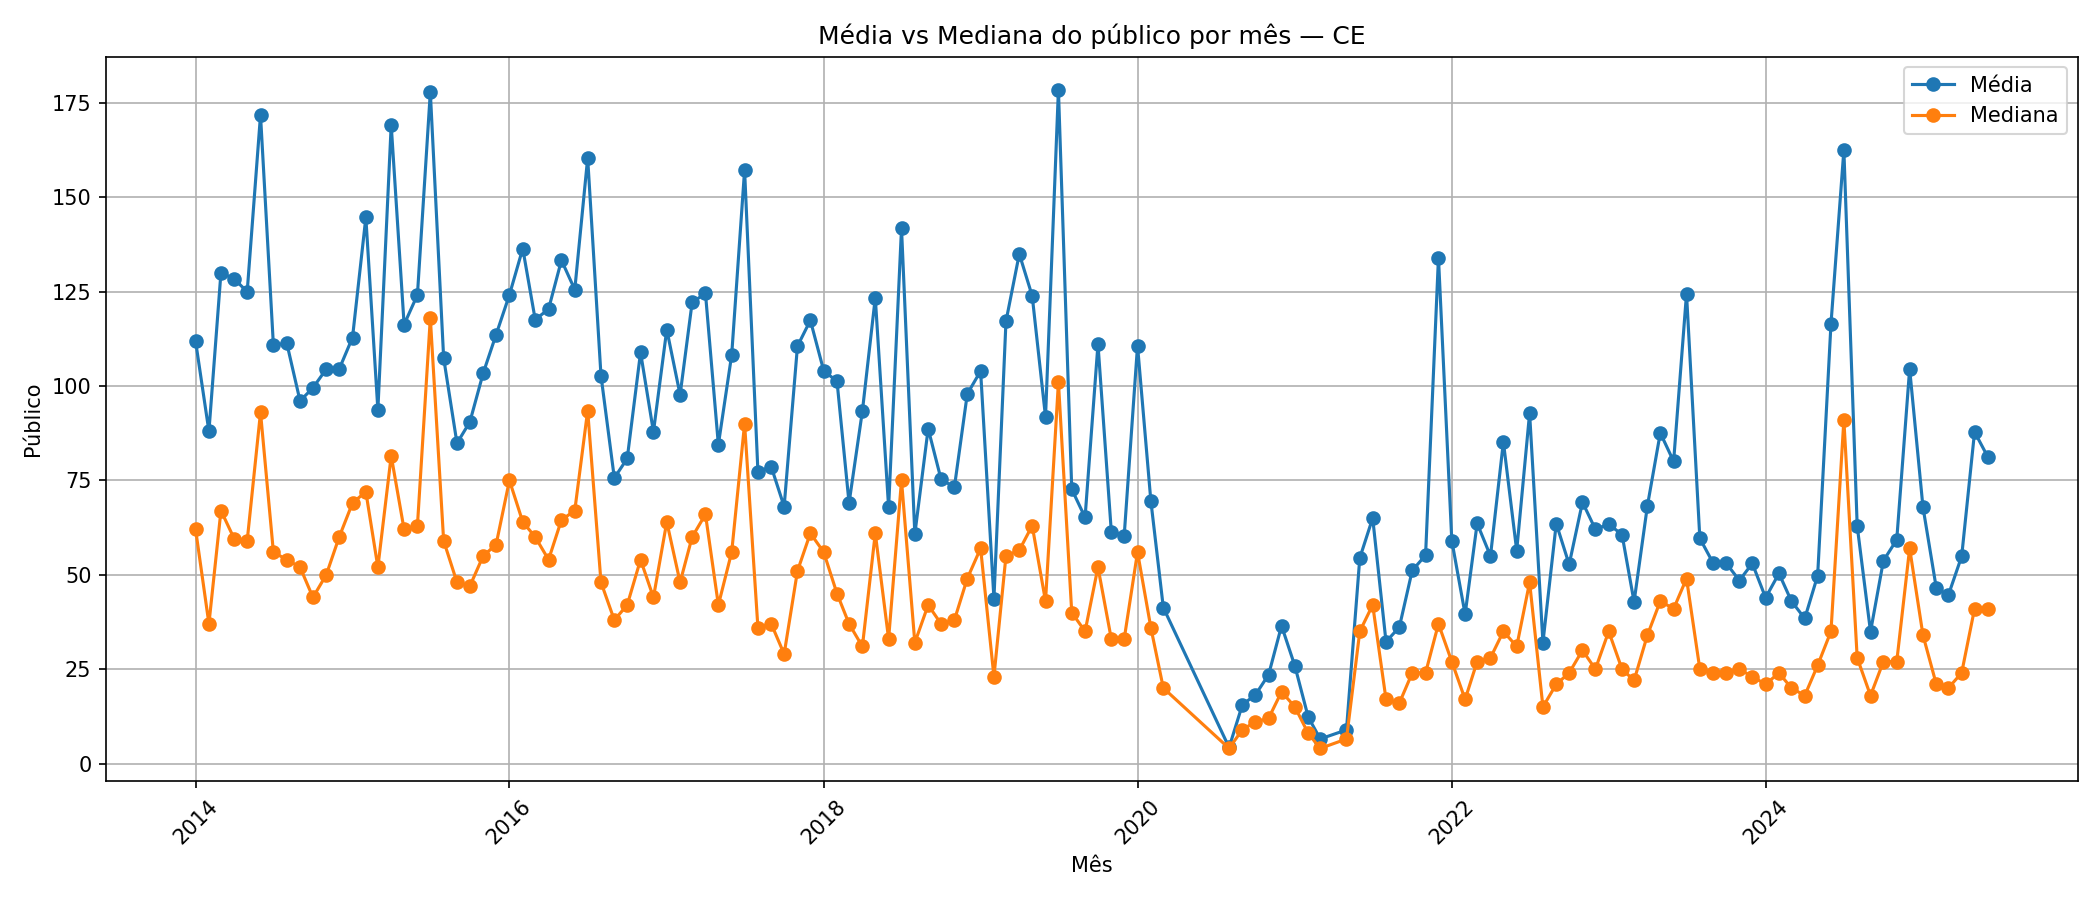 Média vs Mediana do público por mês — CE
Média
Mediana
Público
175
150
125
100
75
50
25
0
2014
2016
2018
2020
2022
2024
Mês